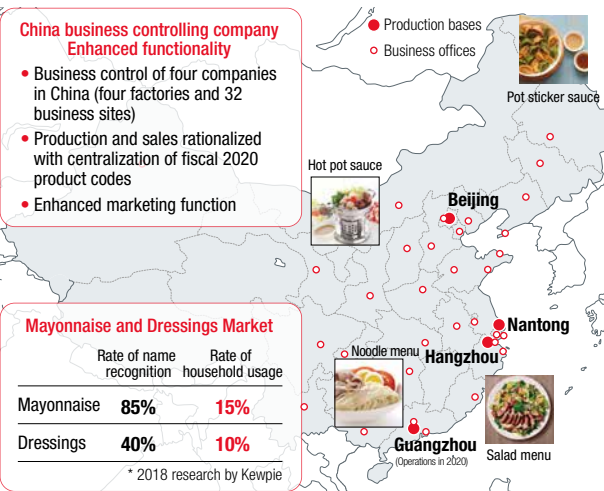 China business controlling company
Enhanced functionality
• Business control of four companies
in China (four factories and 32
business sites)
• Production and sales rationalized
with centralization of fiscal 2020
product codes
• Enhanced marketing function
Production bases
Business offices
Pot sticker sauce
Hot pot sauce
Beijing
Nantong
Hangzhou
Noodle menu
Guangzhou
(Operations in 2020)
Salad menu
Mayonnaise and Dressings Market
Rate of name
recognition
Rate of
household usage
Mayonnaise 85% 15%
Dressings 40% 10%
* 2018 research by Kewpie